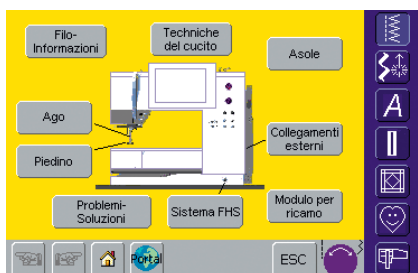 Filo-
Informazioni
Techniche
del cucito
Asole
Ago
Piedino
Collegamenti
esterni
Problemi-
Soluzioni
Sistema FHS
Modulo per
ricamo
Portal
ESC
A